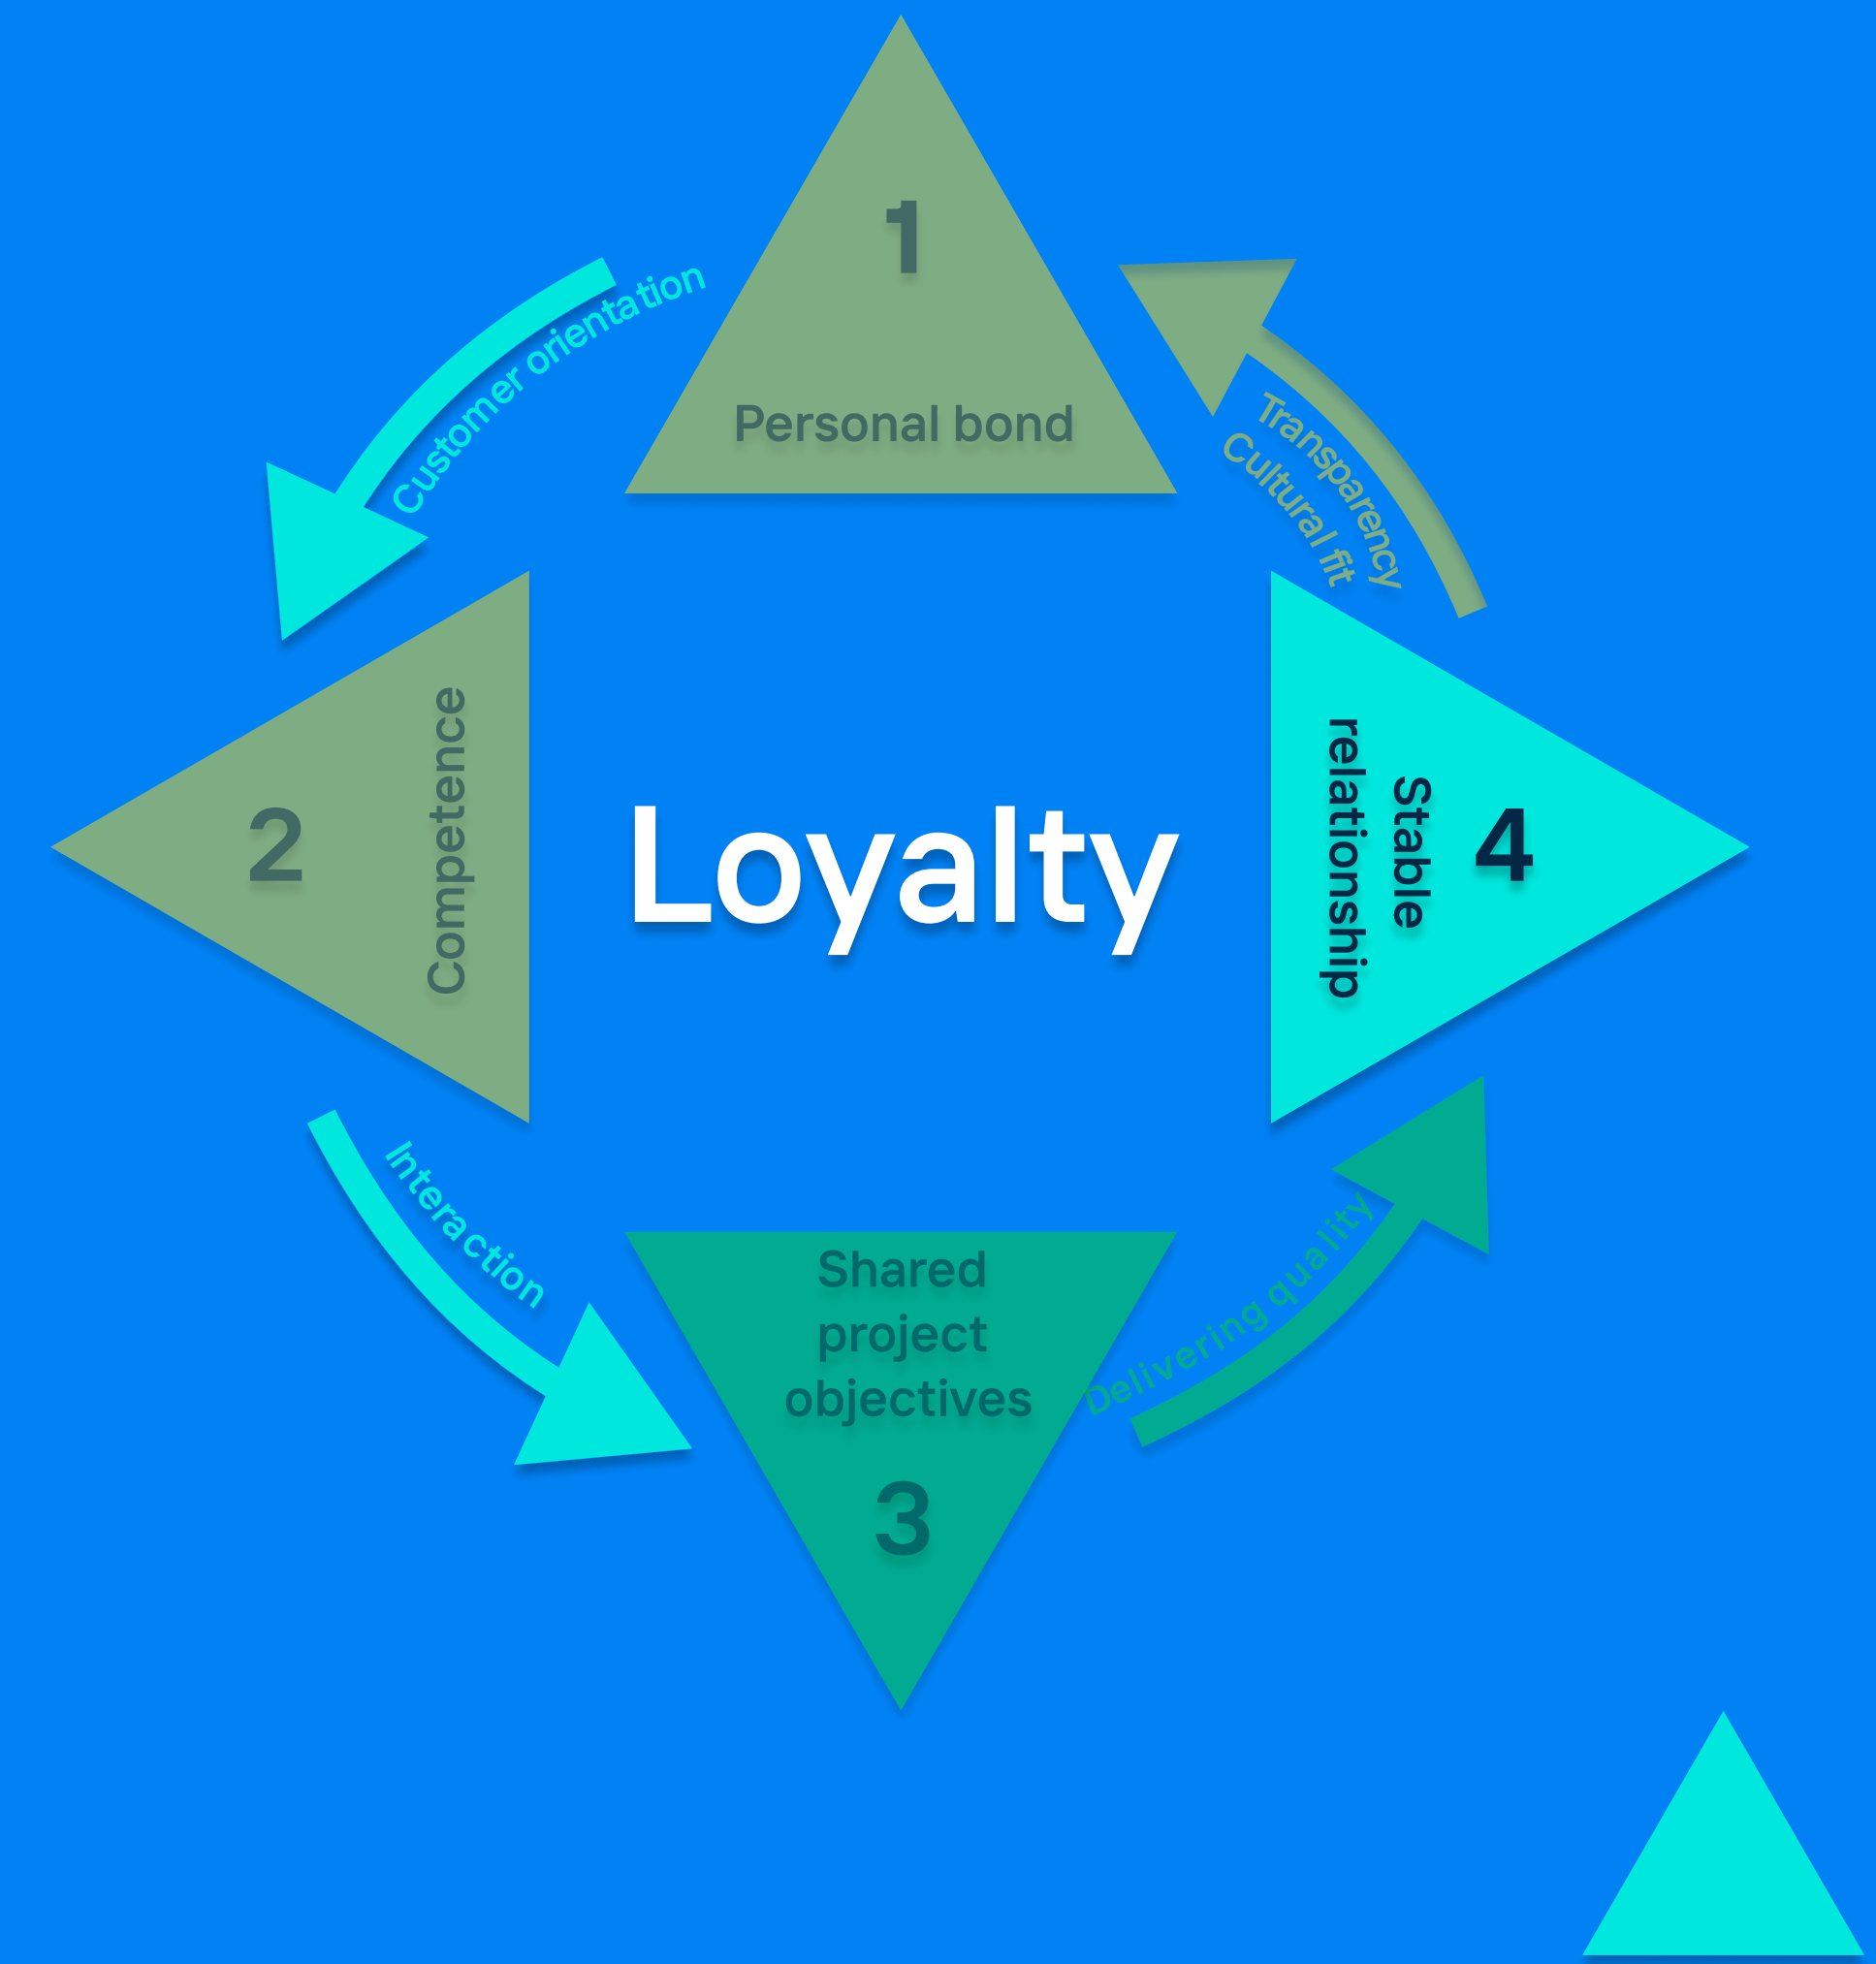 1
Personal bond
Customer orientation
2
Competence
Loyalty
Interaction
Shared
project
objectives
3
Delivering quality
4
Stable
relationship
Transparency
Cultural fit